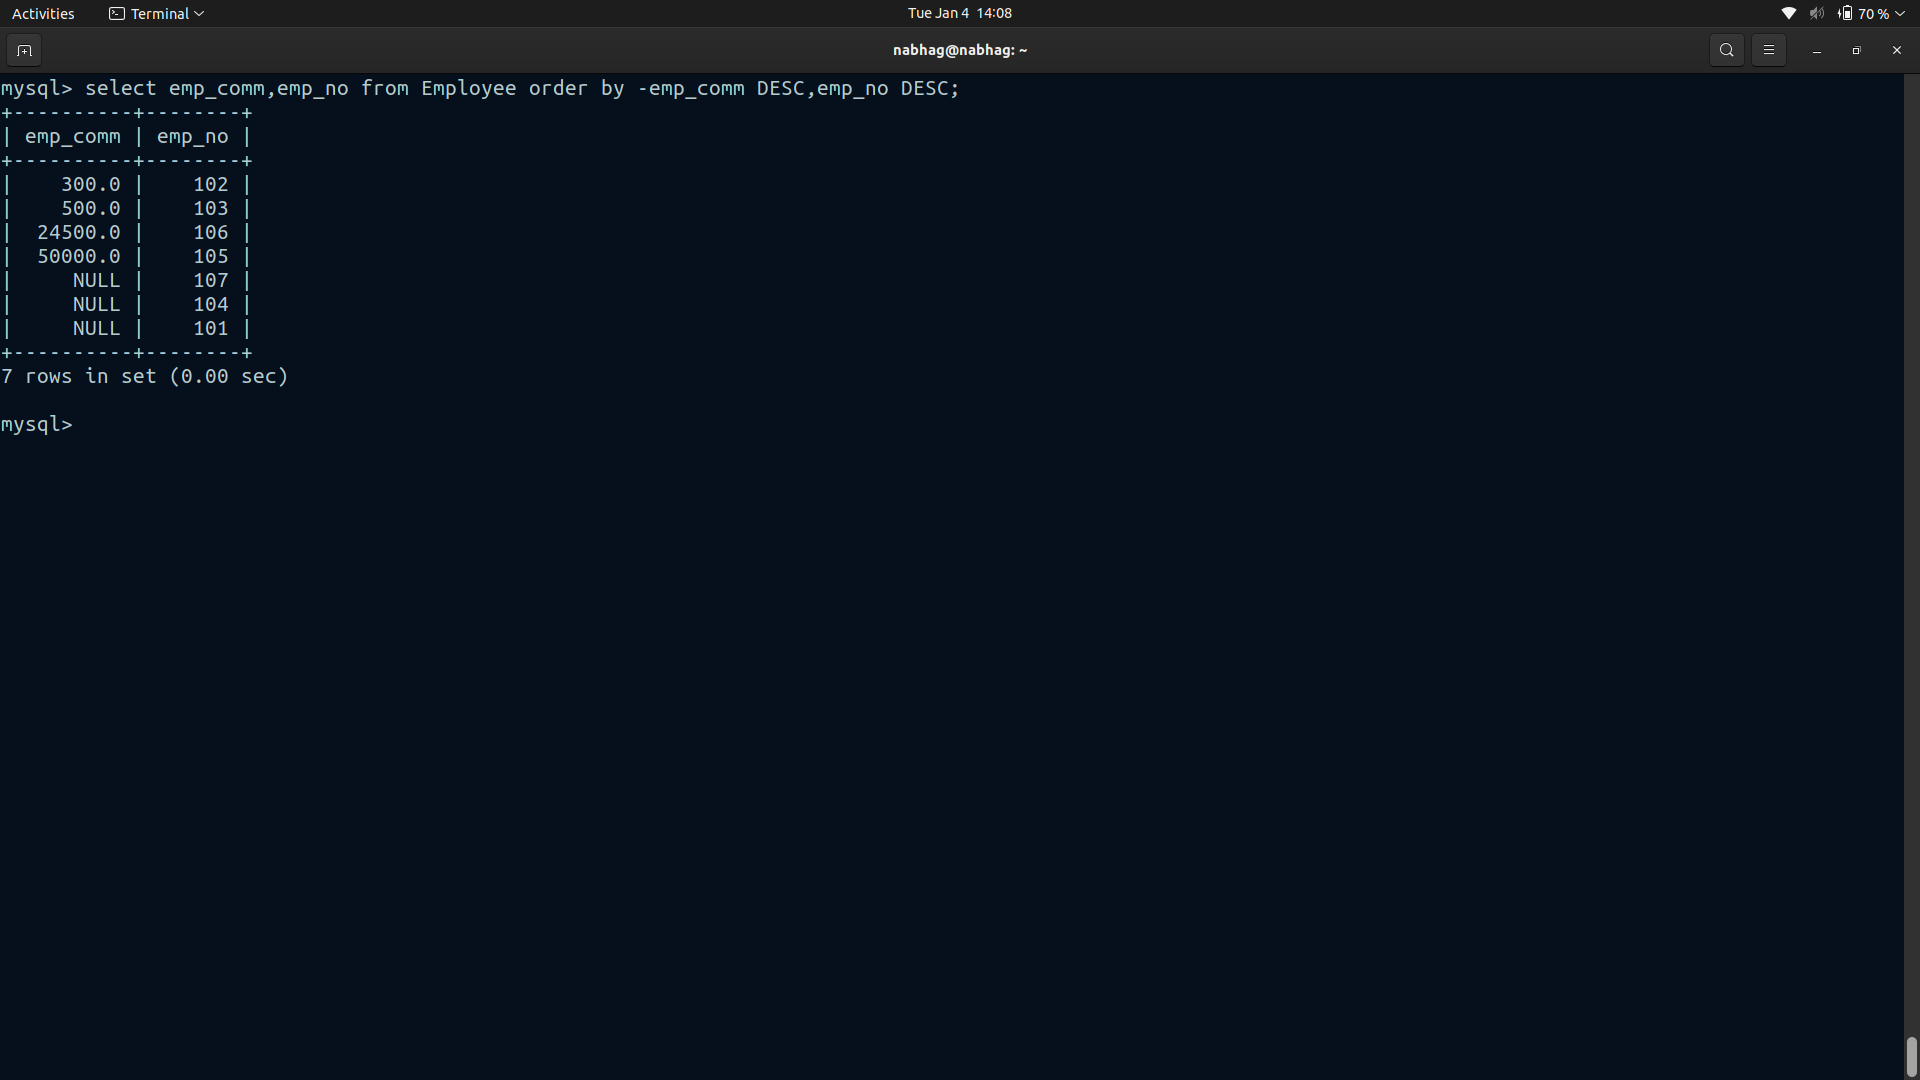 Activities Terminal Tue Jan 4 14:08 70 %
nabhag@nabhag: ~
mysql> select emp_comm,emp_no from Employee order by -emp_comm DESC,emp_no DESC;
+----------+--------+
| emp_comm | emp_no |
+----------+--------+
|    300.0 |    102 |
|    500.0 |    103 |
|  24500.0 |    106 |
|  50000.0 |    105 |
|     NULL |    107 |
|     NULL |    104 |
|     NULL |    101 |
+----------+--------+
7 rows in set (0.00 sec)
mysql>